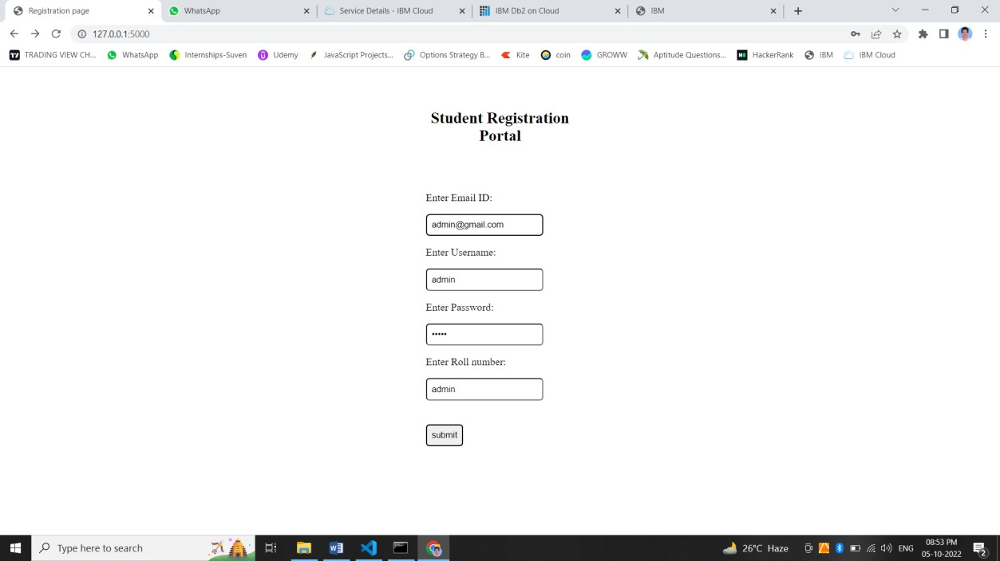 Registration page
WhatsApp
Service Details - IBM Cloud
IBM Db2 on Cloud
IBM
127.0.0.1:5000
TRADING VIEW CH...
WhatsApp
Internships-Suven
Udemy
JavaScript Projects...
Options Strategy B...
Kite
coin
GROWW
Aptitude Questions...
HackerRank
IBM
IBM Cloud
Student Registration
Portal
Enter Email ID:
admin@gmail.com
Enter Username:
admin
Enter Password:
•••••
Enter Roll number:
admin
submit
Type here to search
26°C Haze
ENG
08:53 PM
05-10-2022
2